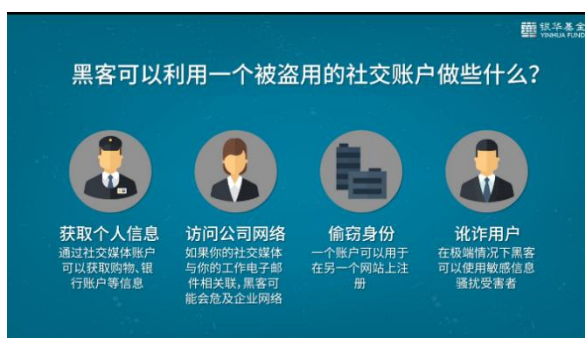 银华基金
YINHUA FUND
黑客可以利用一个被盗用的社交账户做些什么？
获取个人信息
通过社交媒体账户
可以获取购物、银
行账户等信息
访问公司网络
如果你的社交媒体
与你的工作电子邮
件相关联，黑客可
能会危及企业网络
偷窃身份
一个账户可以用于
在另一个网站上注
册
讹诈用户
在极端情况下黑客
可以使用敏感信息
骚扰受害者